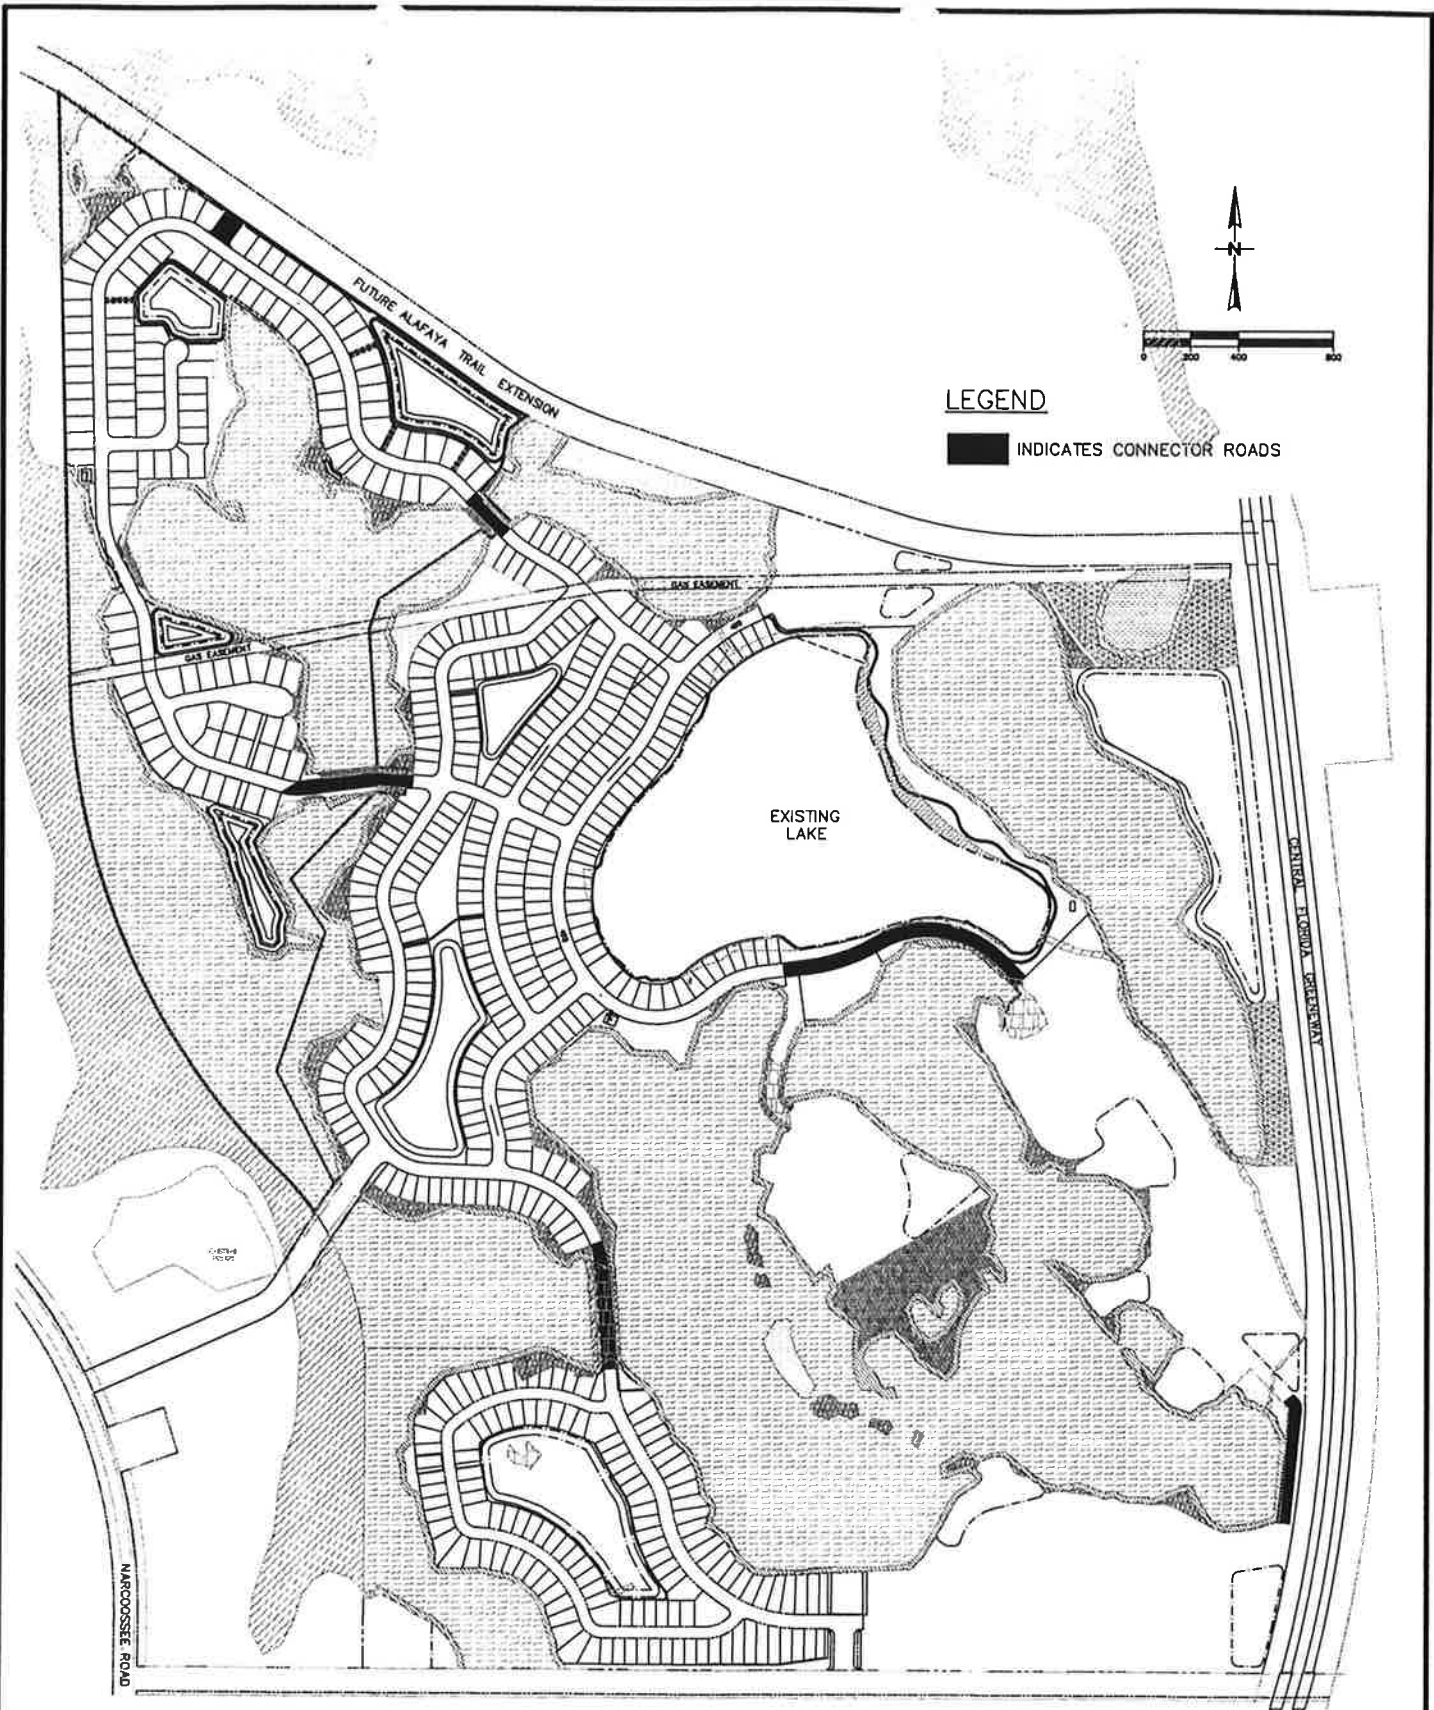 N
0 200 400 800
FUTURE ALAFAYA TRAIL EXTENSION
LEGEND
INDICATES CONNECTOR ROADS
GAS EASEMENT
GAS EASEMENT
EXISTING
LAKE
CENTRAL FLORIDA GREENEWAY
NARCOOSSEE ROAD